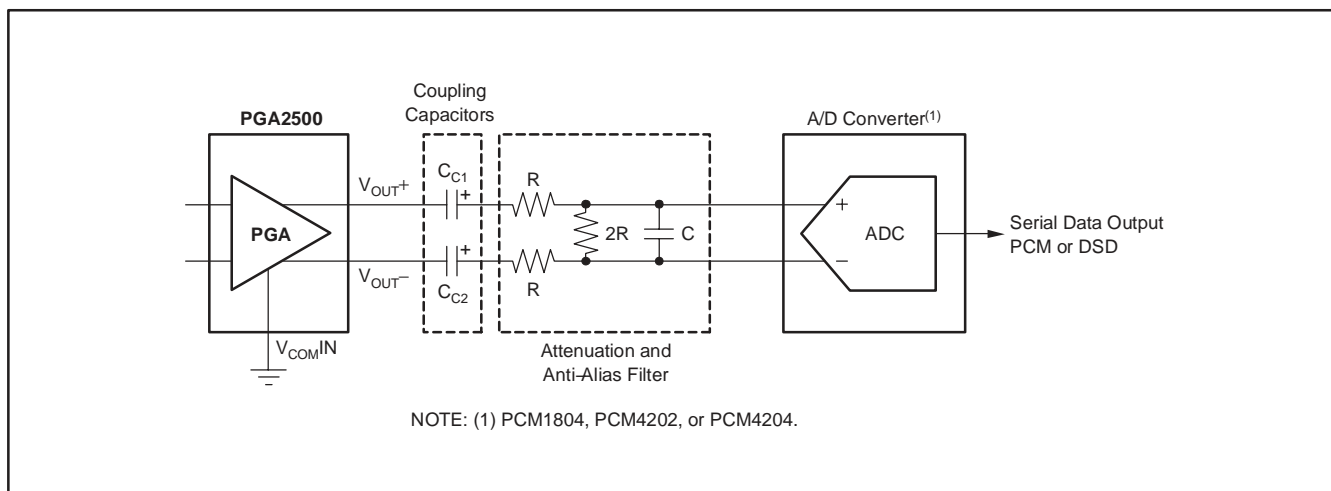 Coupling
Capacitors
PGA2500
A/D Converter(1)
CC1
+
R
VOUT+
PGA
2R
C
+
ADC
Serial Data Output
PCM or DSD
+
−
VOUT−
CC2
R
VCOMIN
Attenuation and
Anti-Alias Filter
NOTE: (1) PCM1804, PCM4202, or PCM4204.